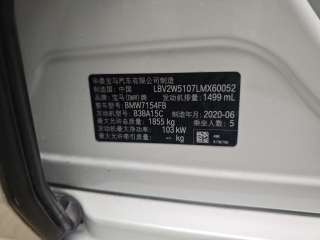 华晨宝马汽车有限公司制造
制造国:中国 LBV2W5107LMX60052
品牌:宝马(BMW)牌 发动机排量:1499 mL
整车型号:BMW7154FB
发动机型号:B38A15C 制造年月:2020-06
最大允许总质量:1855 kg 乘坐人数:5
发动机最大净功率:103 kW
最大允许牵引质量:-- kg